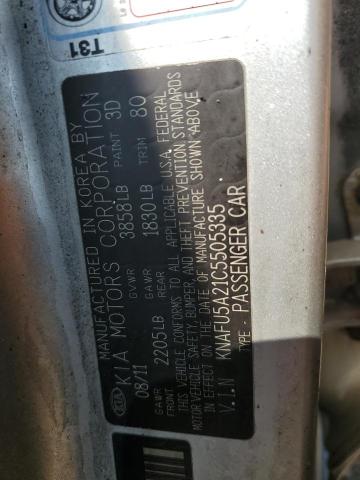 T31
MANUFACTURED IN KOREA BY
KIA KIA MOTORS CORPORATION
08/11 GVWR 3858LB PAINT 3D
GAWR FRONT 2205LB GAWR REAR 1830LB TRIM 80
THIS VEHICLE CONFORMS TO ALL APPLICABLE U.S.A. FEDERAL
MOTOR VEHICLE SAFETY, BUMPER, AND THEFT PREVENTION STANDARDS
IN EFFECT ON THE DATE OF MANUFACTURE SHOWN ABOVE
V.I.N KNAFU5A21C5505335
TYPE - PASSENGER CAR